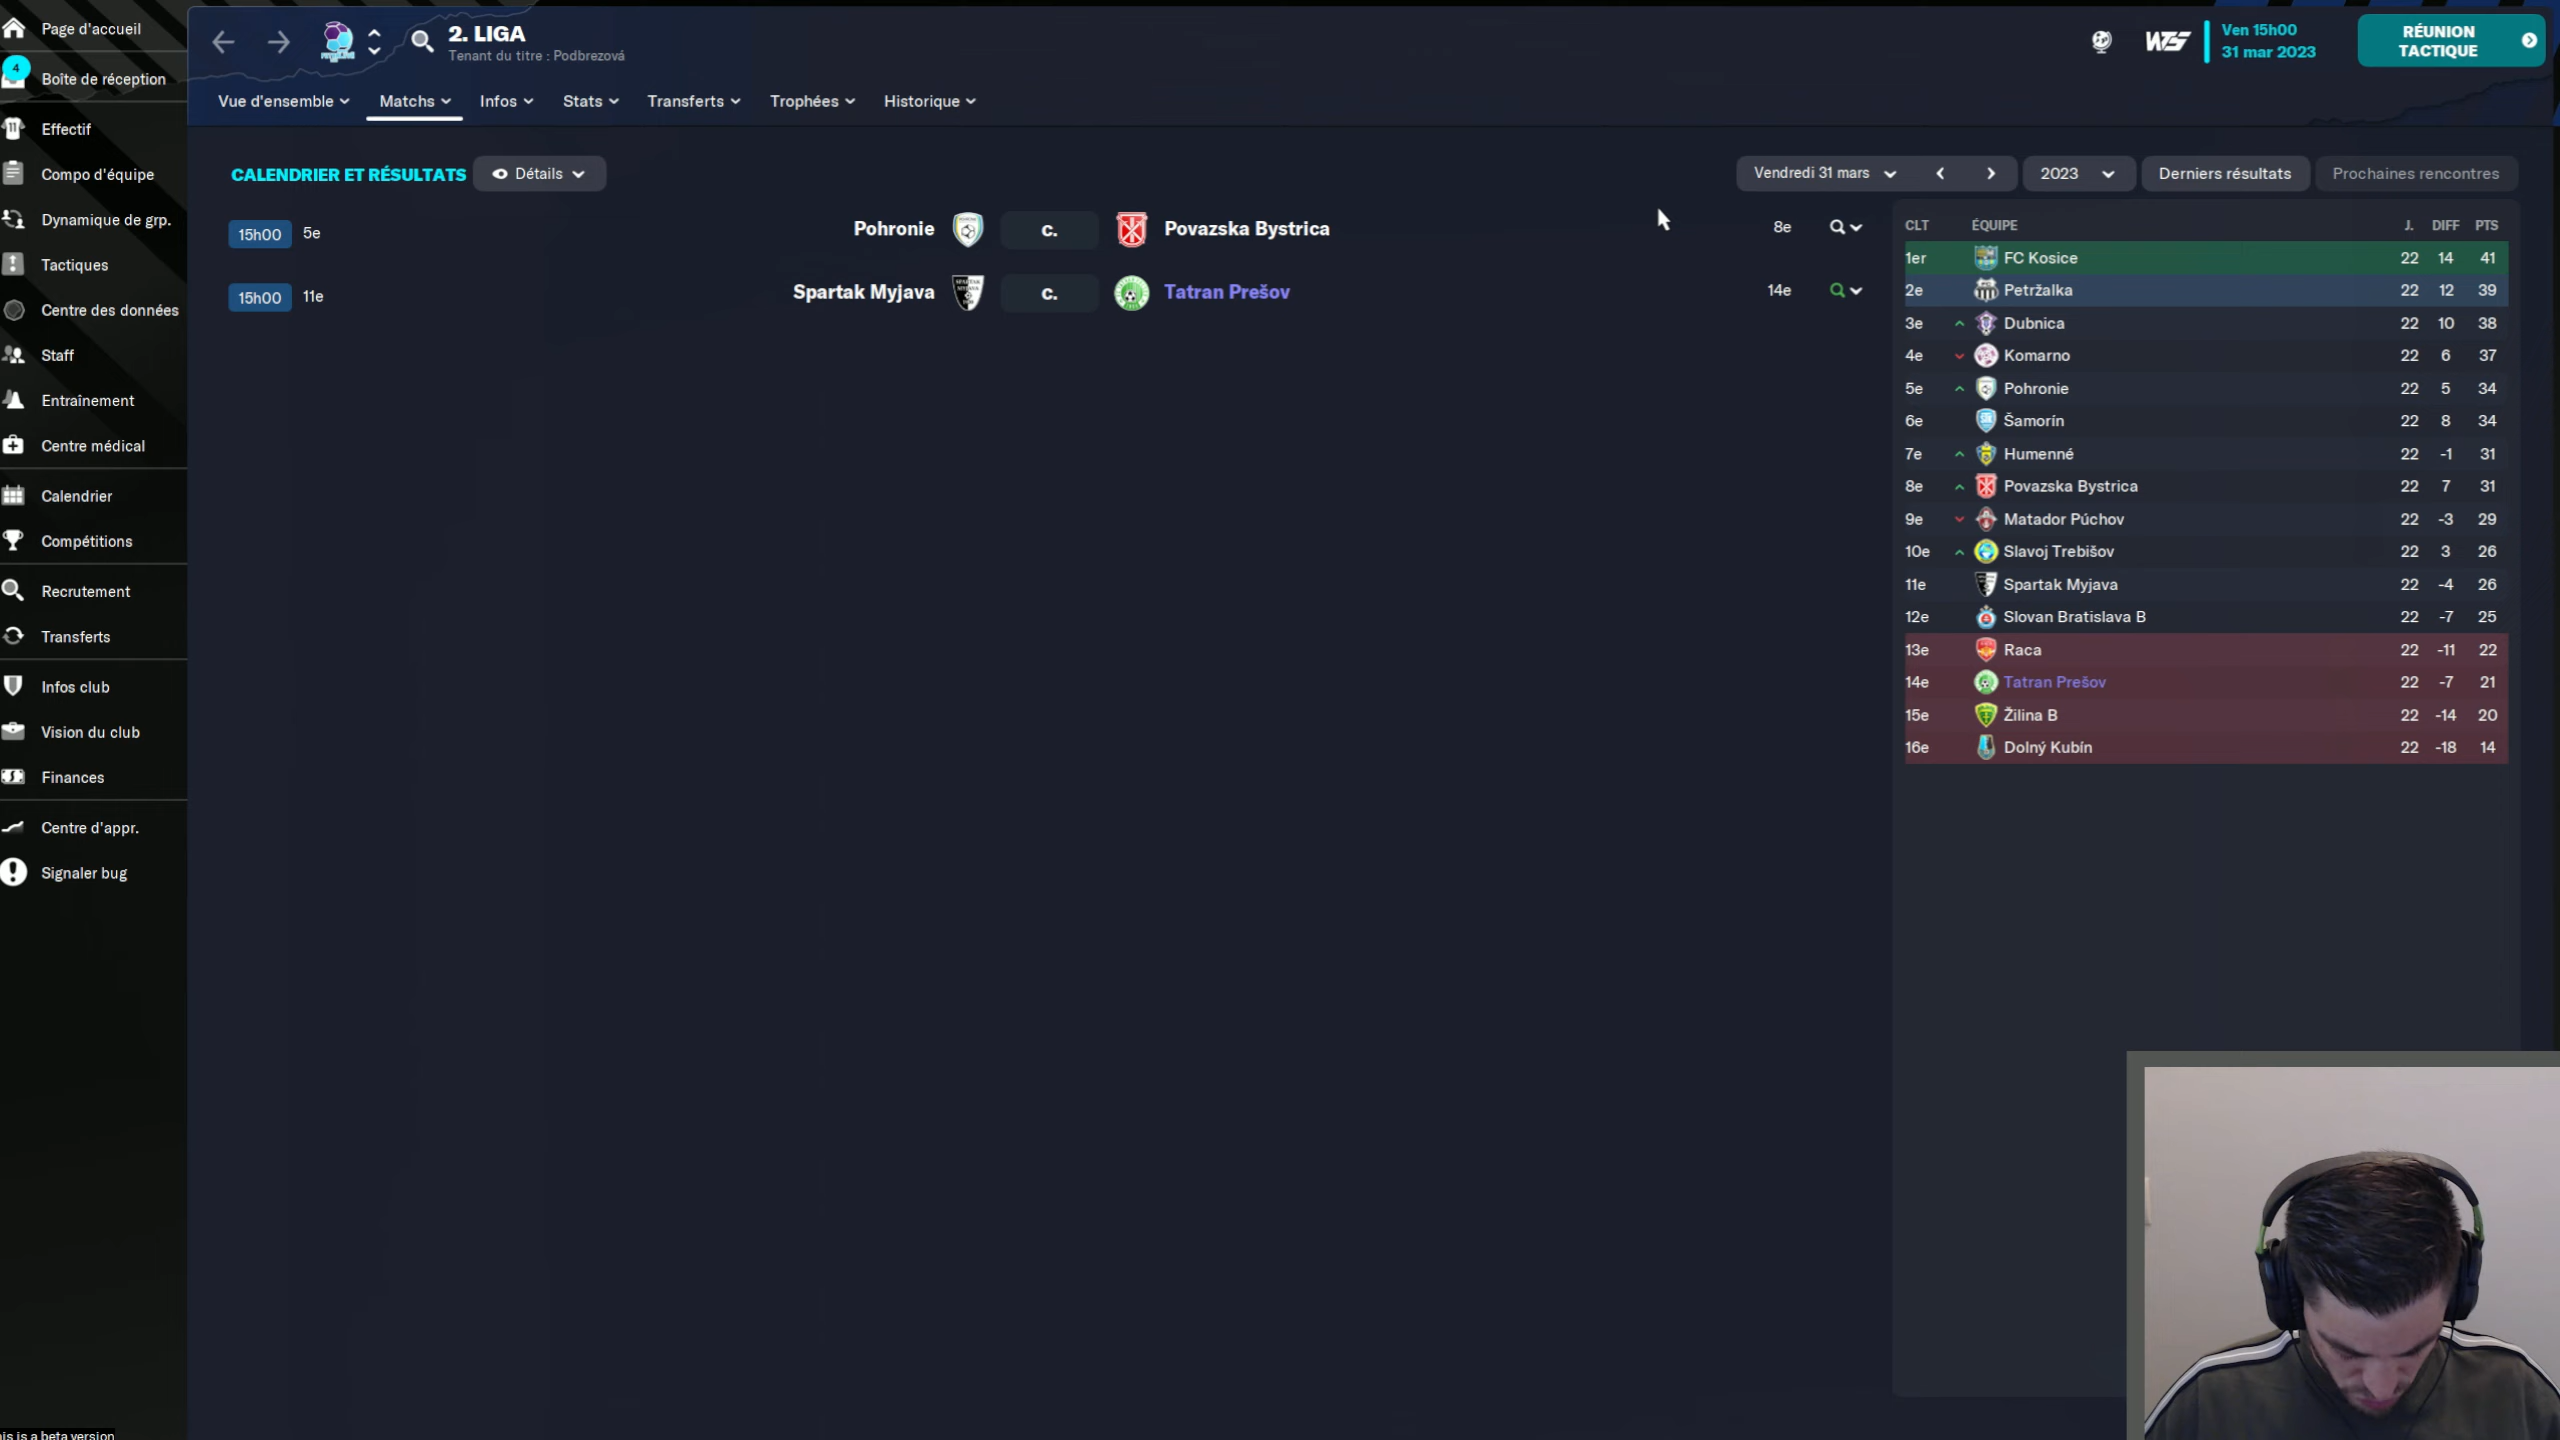 Page d'accueil
4
Boîte de réception
Effectif
Compo d'équipe
Dynamique de grp.
Tactiques
Centre des données
Staff
Entraînement
Centre médical
Calendrier
Compétitions
Recrutement
Transferts
Infos club
Vision du club
Finances
Centre d'appr.
Signaler bug
2. LIGA
Tenant du titre : Podbrezová
Ven 15h00
31 mar 2023
RÉUNION
TACTIQUE
Vue d'ensemble Matchs Infos Stats Transferts Trophées Historique
CALENDRIER ET RÉSULTATS Détails
Vendredi 31 mars 2023 Derniers résultats Prochaines rencontres
15h00 5e Pohronie c. Povazska Bystrica 8e
15h00 11e Spartak Myjava c. Tatran Prešov 14e
CLT ÉQUIPE J. DIFF PTS
1er FC Kosice 22 14 41
2e Petržalka 22 12 39
3e Dubnica 22 10 38
4e Komarno 22 6 37
5e Pohronie 22 5 34
6e Šamorín 22 8 34
7e Humenné 22 -1 31
8e Povazska Bystrica 22 7 31
9e Matador Púchov 22 -3 29
10e Slavoj Trebišov 22 3 26
11e Spartak Myjava 22 -4 26
12e Slovan Bratislava B 22 -7 25
13e Raca 22 -11 22
14e Tatran Prešov 22 -7 21
15e Žilina B 22 -14 20
16e Dolný Kubín 22 -18 14
is is a beta version